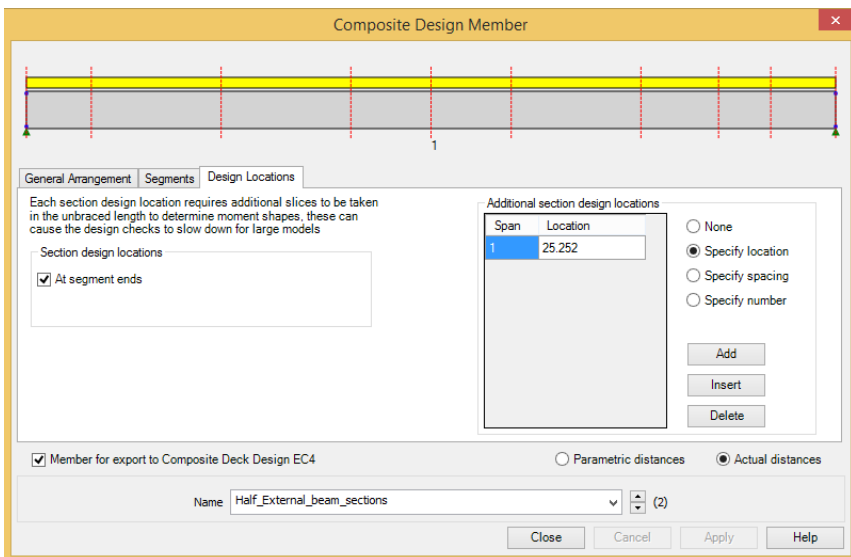 Composite Design Member
1
General Arrangement Segments Design Locations
Each section design location requires additional slices to be taken
in the unbraced length to determine moment shapes, these can
cause the design checks to slow down for large models
Section design locations
At segment ends
Additional section design locations
Span Location
1 25.252
None
Specify location
Specify spacing
Specify number
Add
Insert
Delete
Member for export to Composite Deck Design EC4
Parametric distances Actual distances
Name Half_External_beam_sections (2)
Close Cancel Apply Help